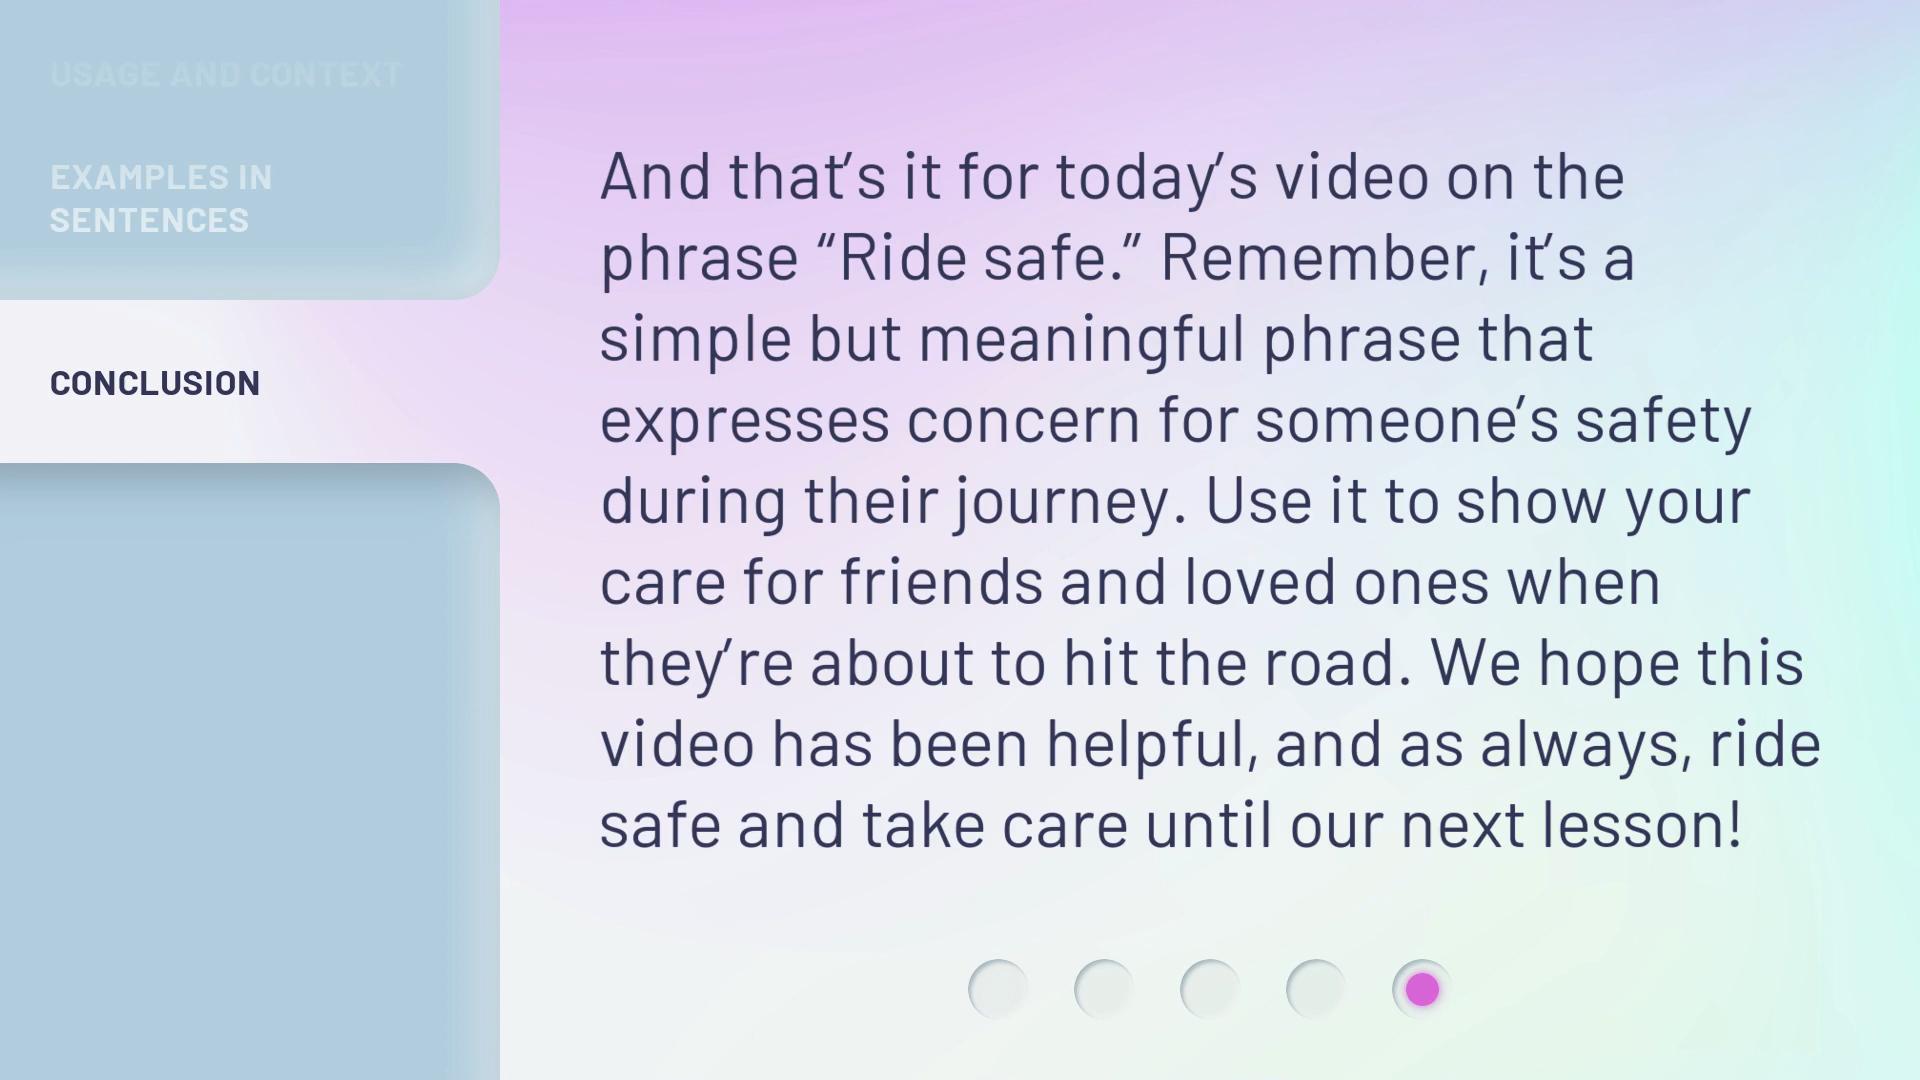 USAGE AND CONTEXT
EXAMPLES IN
SENTENCES
CONCLUSION
And that's it for today's video on the
phrase “Ride safe.” Remember, it's a
simple but meaningful phrase that
expresses concern for someone's safety
during their journey. Use it to show your
care for friends and loved ones when
they're about to hit the road. We hope this
video has been helpful, and as always, ride
safe and take care until our next lesson!